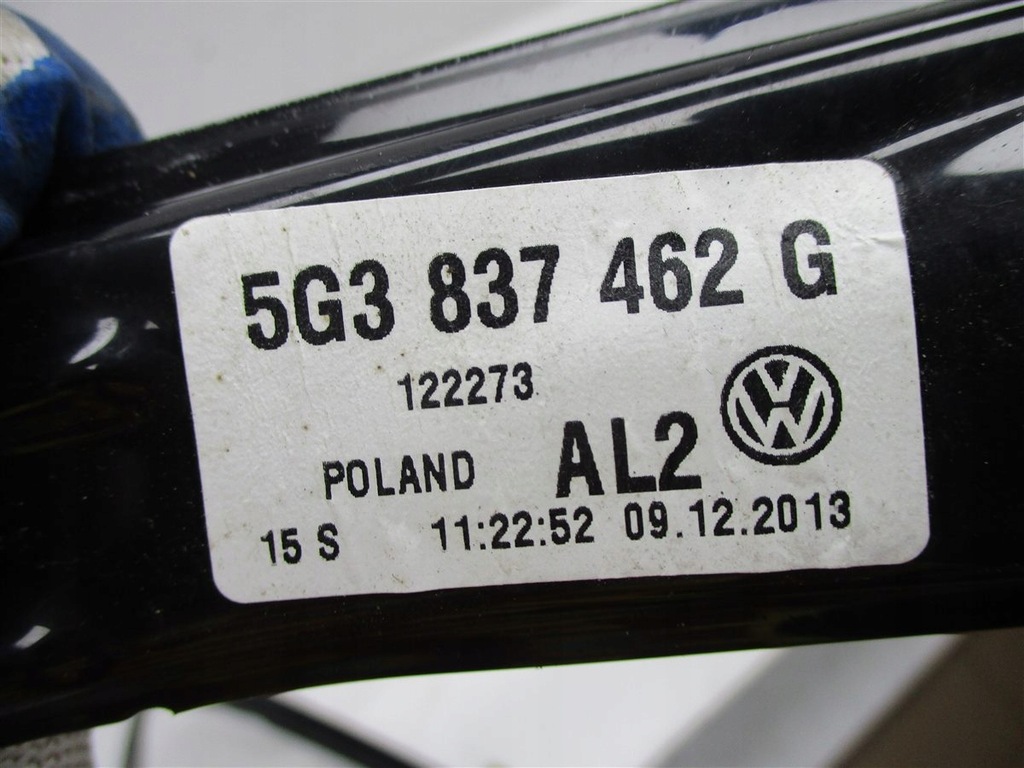 5G3 837 462 G
122273
POLAND AL2
15 S 11:22:52 09.12.2013